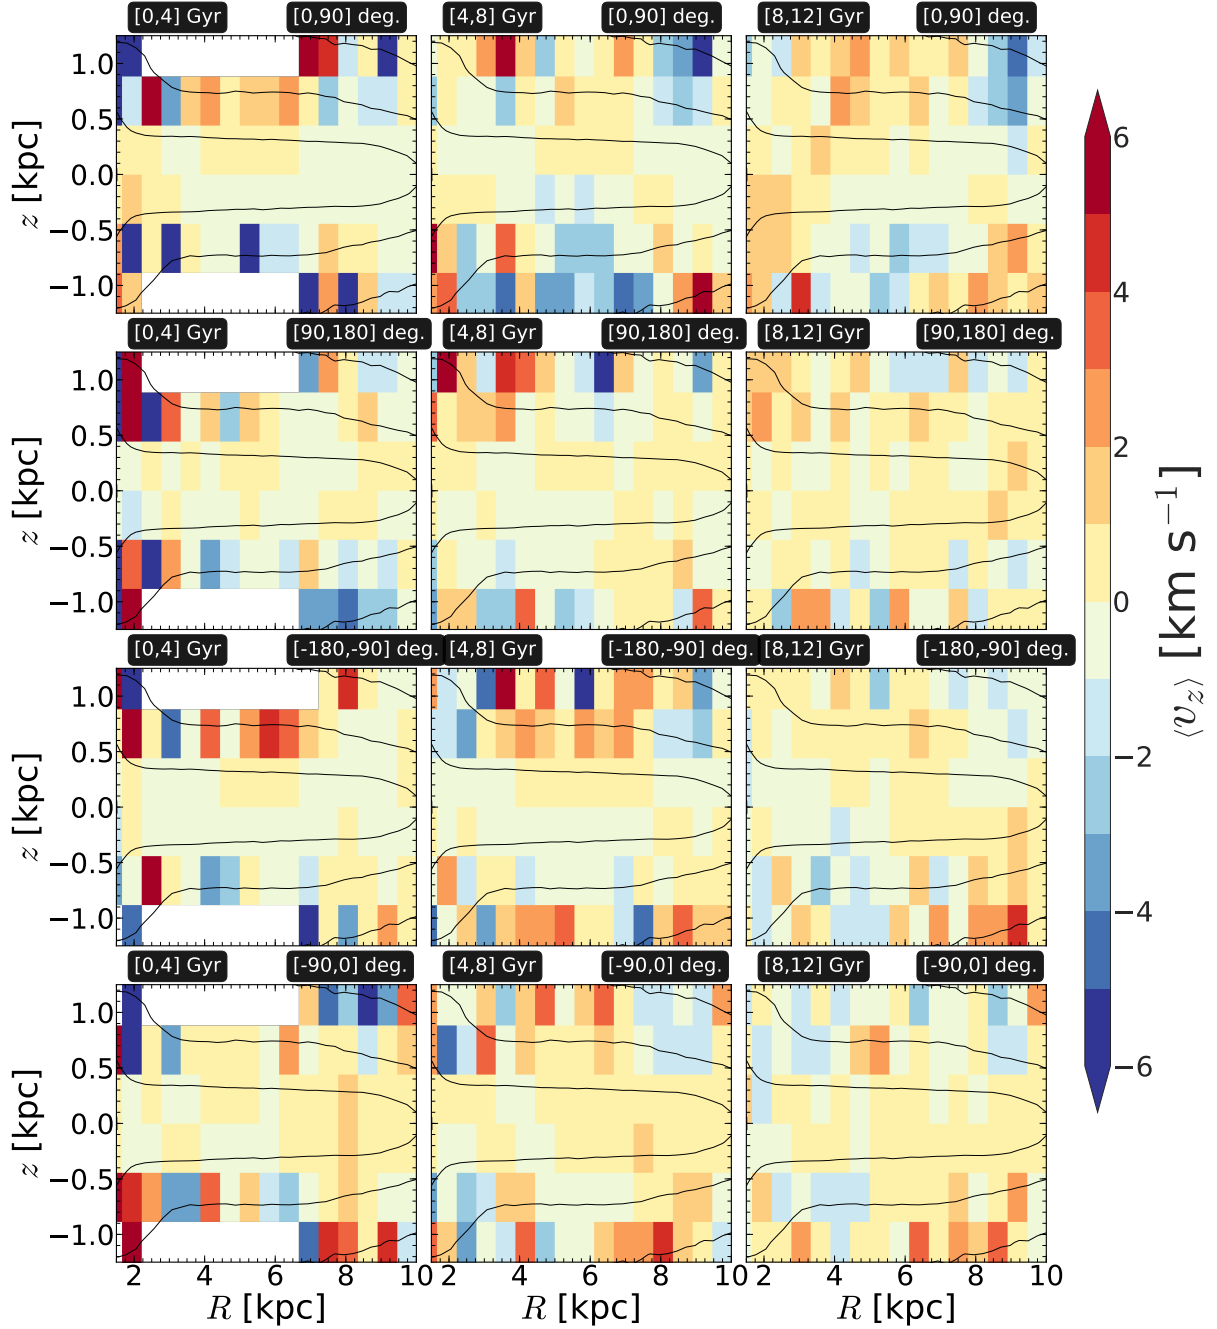 [0,4] Gyr [0,90] deg. [4,8] Gyr [0,90] deg. [8,12] Gyr [0,90] deg.
1.0
0.5
0.0
−0.5
−1.0
z [kpc]
[0,4] Gyr [90,180] deg. [4,8] Gyr [90,180] deg. [8,12] Gyr [90,180] deg.
1.0
0.5
0.0
−0.5
−1.0
z [kpc]
[0,4] Gyr [-180,-90] deg. [4,8] Gyr [-180,-90] deg. [8,12] Gyr [-180,-90] deg.
1.0
0.5
0.0
−0.5
−1.0
z [kpc]
[0,4] Gyr [-90,0] deg. [4,8] Gyr [-90,0] deg. [8,12] Gyr [-90,0] deg.
1.0
0.5
0.0
−0.5
−1.0
z [kpc]
2 4 6 8 10 2 4 6 8 10 2 4 6 8 10
R [kpc] R [kpc] R [kpc]
6
4
2
0
−2
−4
−6
⟨v_z⟩ [km s⁻¹]